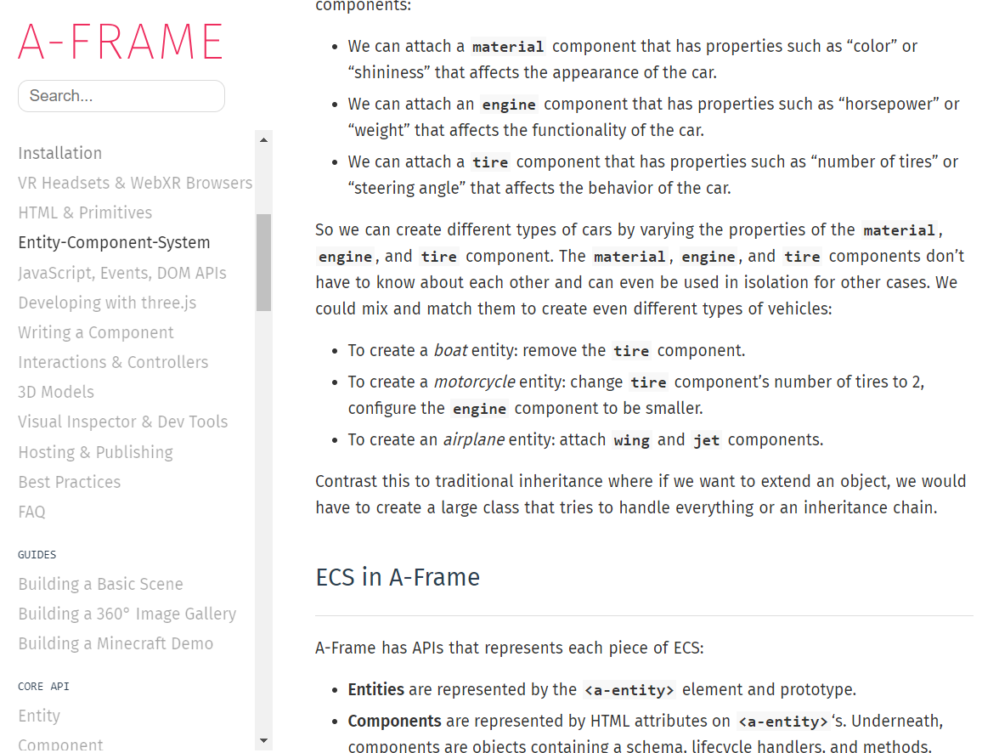 A-FRAME
Search...
Installation
VR Headsets & WebXR Browsers
HTML & Primitives
Entity-Component-System
JavaScript, Events, DOM APIs
Developing with three.js
Writing a Component
Interactions & Controllers
3D Models
Visual Inspector & Dev Tools
Hosting & Publishing
Best Practices
FAQ
GUIDES
Building a Basic Scene
Building a 360° Image Gallery
Building a Minecraft Demo
CORE API
Entity
Component
components:
• We can attach a material component that has properties such as “color” or
“shininess” that affects the appearance of the car.
• We can attach an engine component that has properties such as “horsepower” or
“weight” that affects the functionality of the car.
• We can attach a tire component that has properties such as “number of tires” or
“steering angle” that affects the behavior of the car.
So we can create different types of cars by varying the properties of the material,
engine, and tire component. The material, engine, and tire components don’t
have to know about each other and can even be used in isolation for other cases. We
could mix and match them to create even different types of vehicles:
• To create a boat entity: remove the tire component.
• To create a motorcycle entity: change tire component’s number of tires to 2,
configure the engine component to be smaller.
• To create an airplane entity: attach wing and jet components.
Contrast this to traditional inheritance where if we want to extend an object, we would
have to create a large class that tries to handle everything or an inheritance chain.
ECS in A-Frame
A-Frame has APIs that represents each piece of ECS:
• Entities are represented by the <a-entity> element and prototype.
• Components are represented by HTML attributes on <a-entity>‘s. Underneath,
components are objects containing a schema, lifecycle handlers, and methods.